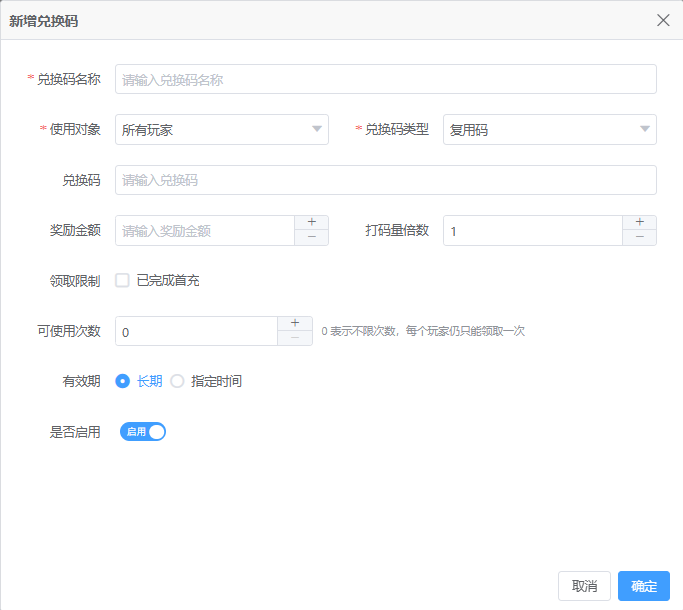 新增兑换码
* 兑换码名称 请输入兑换码名称
* 使用对象 所有玩家 * 兑换码类型 复用码
兑换码 请输入兑换码
奖励金额 请输入奖励金额 + − 打码量倍数 1 + −
领取限制 已完成首充
可使用次数 0 + − 0 表示不限次数，每个玩家仍只能领取一次
有效期 长期 指定时间
是否启用 启用
取消 确定